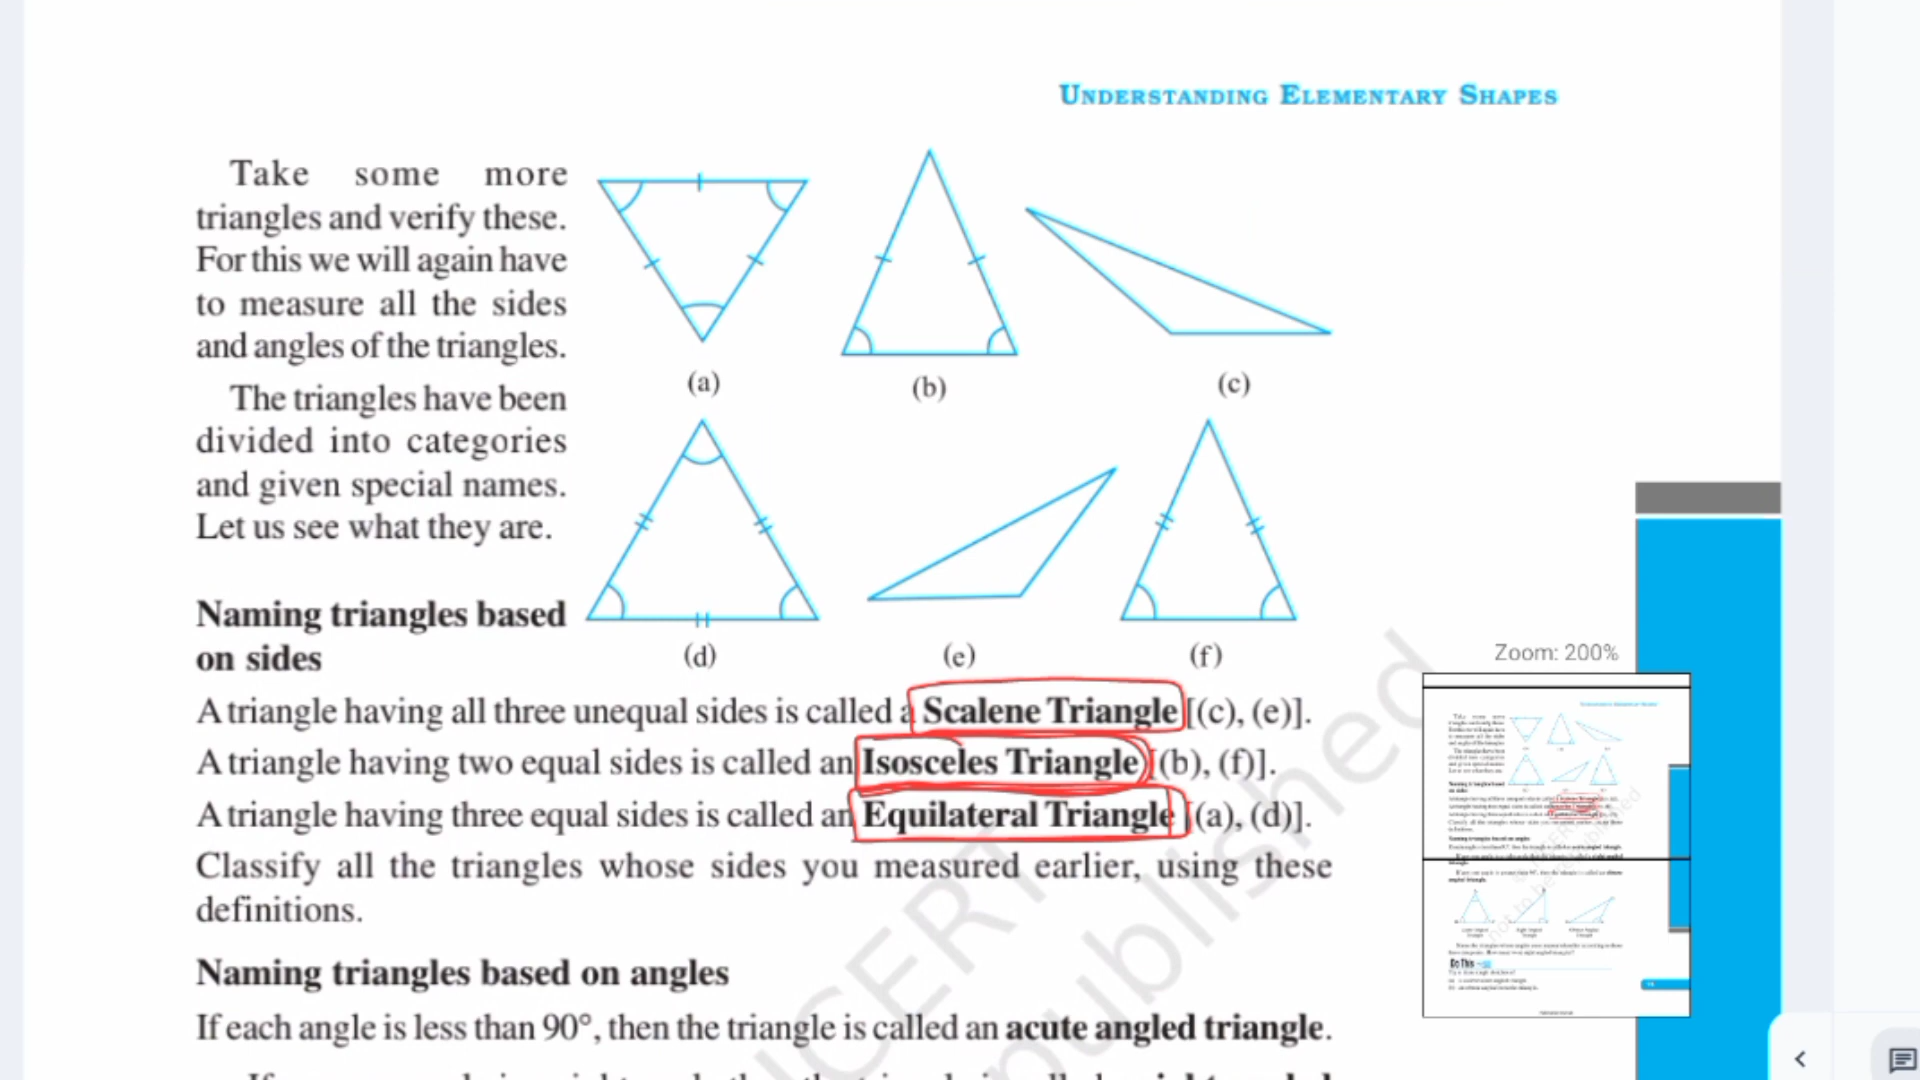 UNDERSTANDING ELEMENTARY SHAPES
Take some more
triangles and verify these.
For this we will again have
to measure all the sides
and angles of the triangles.
The triangles have been
divided into categories
and given special names.
Let us see what they are.
(a)
(b)
(c)
(d)
(e)
(f)
Naming triangles based
on sides
A triangle having all three unequal sides is called a Scalene Triangle [(c), (e)].
A triangle having two equal sides is called an Isosceles Triangle [(b), (f)].
A triangle having three equal sides is called an Equilateral Triangle [(a), (d)].
Classify all the triangles whose sides you measured earlier, using these
definitions.
Naming triangles based on angles
If each angle is less than 90°, then the triangle is called an acute angled triangle.
Zoom: 200%
Do This
published